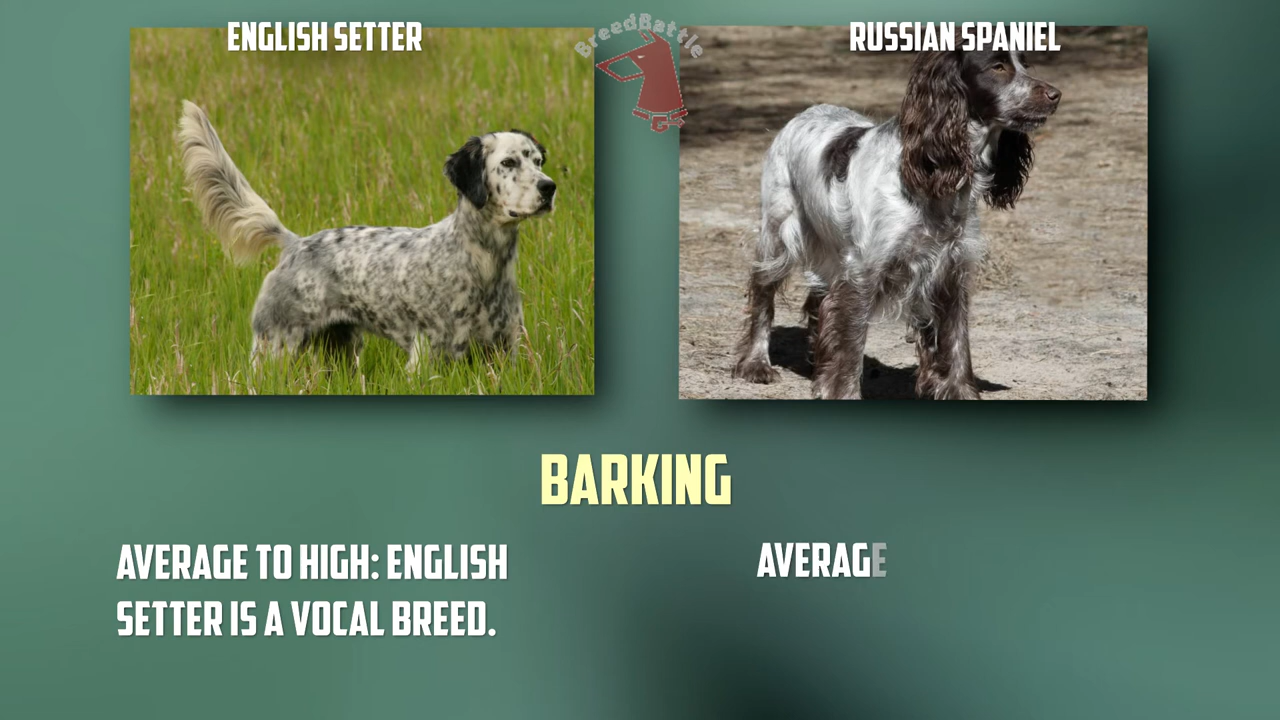 ENGLISH SETTER
BreedBattle
RUSSIAN SPANIEL
BARKING
AVERAGE TO HIGH: ENGLISH
SETTER IS A VOCAL BREED.
AVERAGE